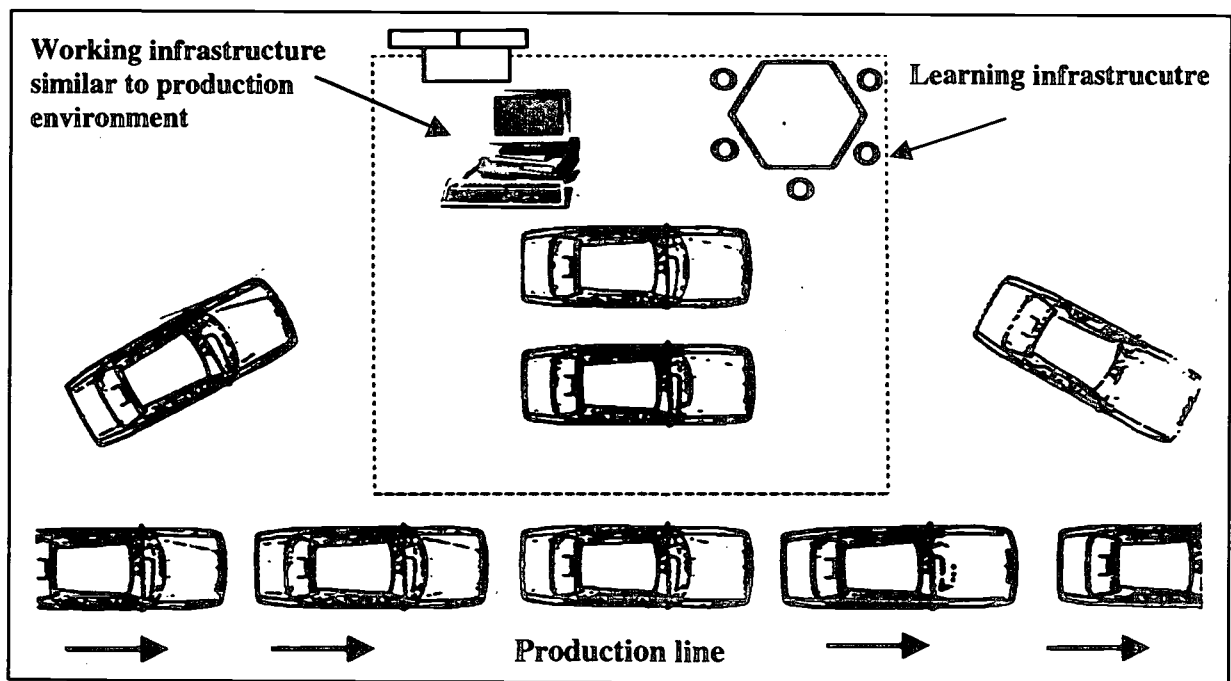 Working infrastructure
similar to production
environment
Learning infrastrucutre
Production line